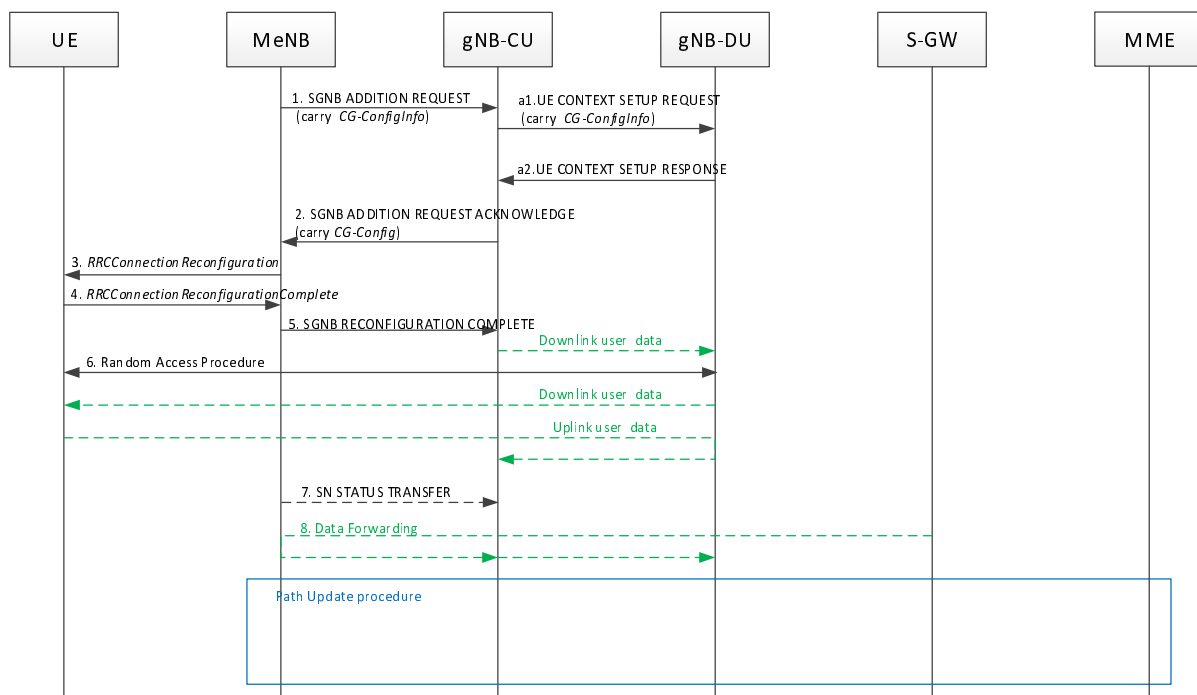 UE
MeNB
gNB-CU
gNB-DU
S-GW
MME
1. SGNB ADDITION REQUEST
(carry CG-ConfigInfo)
a1.UE CONTEXT SETUP REQUEST
(carry CG-ConfigInfo)
a2.UE CONTEXT SETUP RESPONSE
2. SGNB ADDITION REQUEST ACKNOWLEDGE
(carry CG-Config)
3. RRCConnectionReconfiguration
4. RRCConnectionReconfigurationComplete
5. SGNB RECONFIGURATION COMPLETE
Downlink user data
6. Random Access Procedure
Downlink user data
Uplink user data
7. SN STATUS TRANSFER
8. Data Forwarding
Path Update procedure